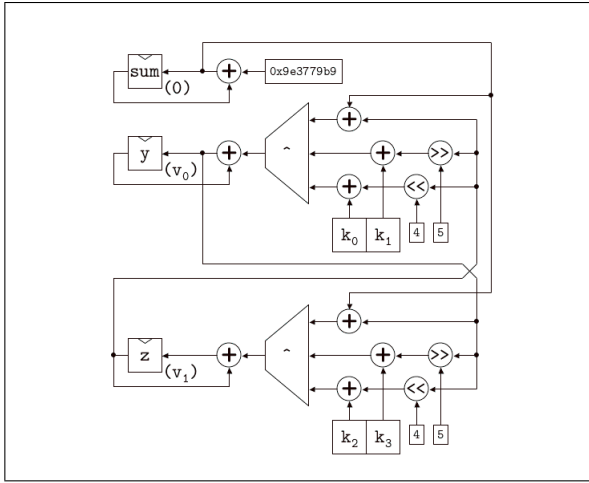 sum
(0)
+
0x9e3779b9
y
(v₀)
+
^
+
+
>>
+
<<
k₀
k₁
4
5
z
(v₁)
+
^
+
+
>>
+
<<
k₂
k₃
4
5